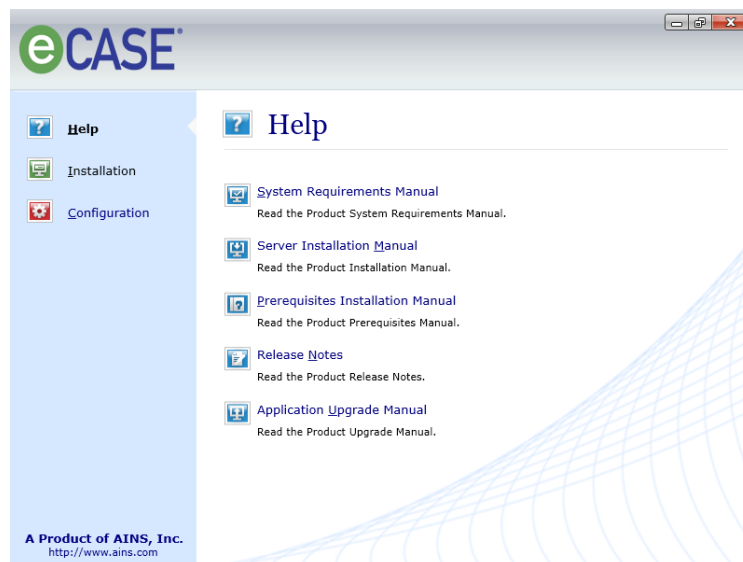 eCASE®
Help
Installation
Configuration
Help
System Requirements Manual
Read the Product System Requirements Manual.
Server Installation Manual
Read the Product Installation Manual.
Prerequisites Installation Manual
Read the Product Prerequisites Manual.
Release Notes
Read the Product Release Notes.
Application Upgrade Manual
Read the Product Upgrade Manual.
A Product of AINS, Inc.
http://www.ains.com